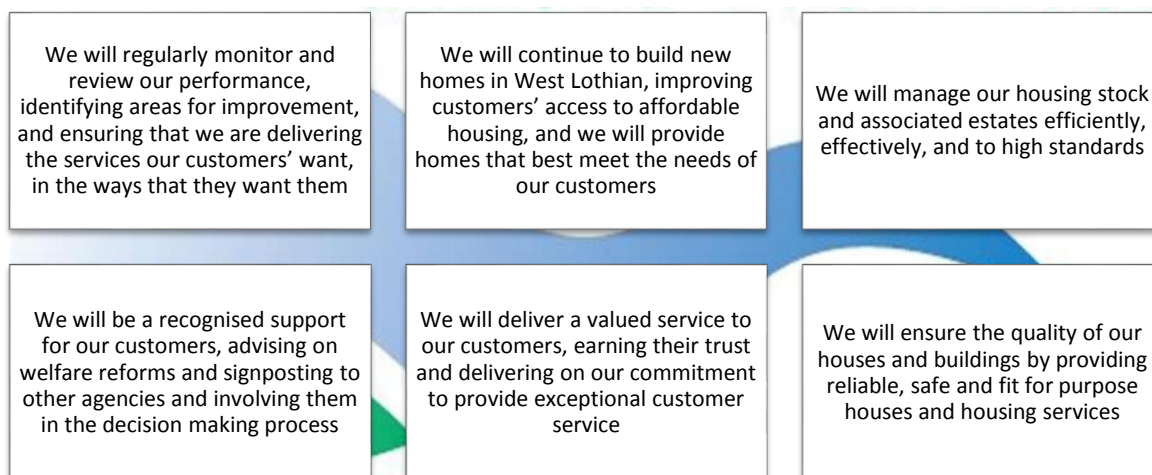 We will regularly monitor and
review our performance,
identifying areas for improvement,
and ensuring that we are delivering
the services our customers’ want,
in the ways that they want them
We will continue to build new
homes in West Lothian, improving
customers’ access to affordable
housing, and we will provide
homes that best meet the needs of
our customers
We will manage our housing stock
and associated estates efficiently,
effectively, and to high standards
We will be a recognised support
for our customers, advising on
welfare reforms and signposting to
other agencies and involving them
in the decision making process
We will deliver a valued service to
our customers, earning their trust
and delivering on our commitment
to provide exceptional customer
service
We will ensure the quality of our
houses and buildings by providing
reliable, safe and fit for purpose
houses and housing services